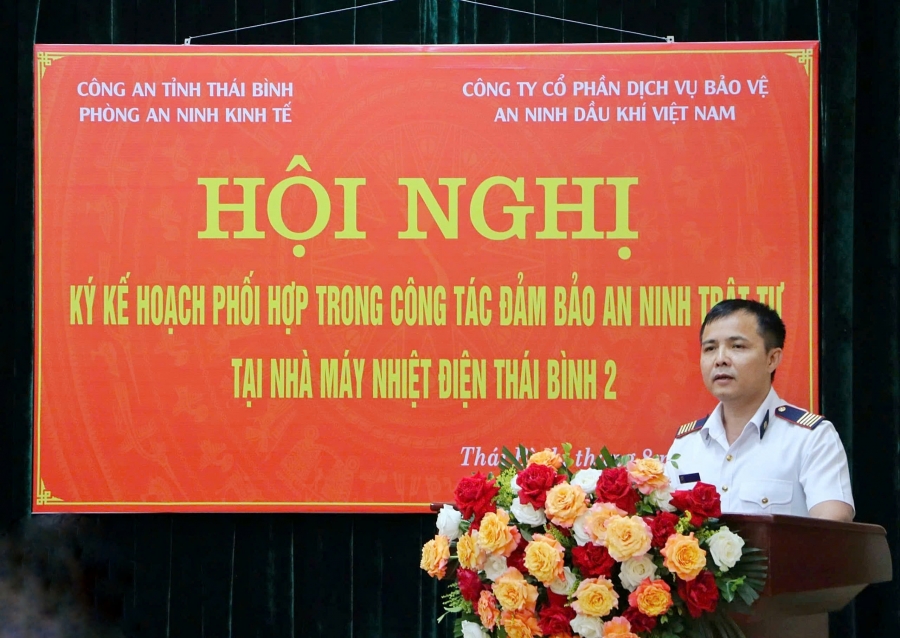 CÔNG AN TỈNH THÁI BÌNH
PHÒNG AN NINH KINH TẾ
CÔNG TY CỔ PHẦN DỊCH VỤ BẢO VỆ
AN NINH DẦU KHÍ VIỆT NAM
HỘI NGHỊ
KÝ KẾ HOẠCH PHỐI HỢP TRONG CÔNG TÁC ĐẢM BẢO AN NINH TRẬT TỰ
TẠI NHÀ MÁY NHIỆT ĐIỆN THÁI BÌNH 2